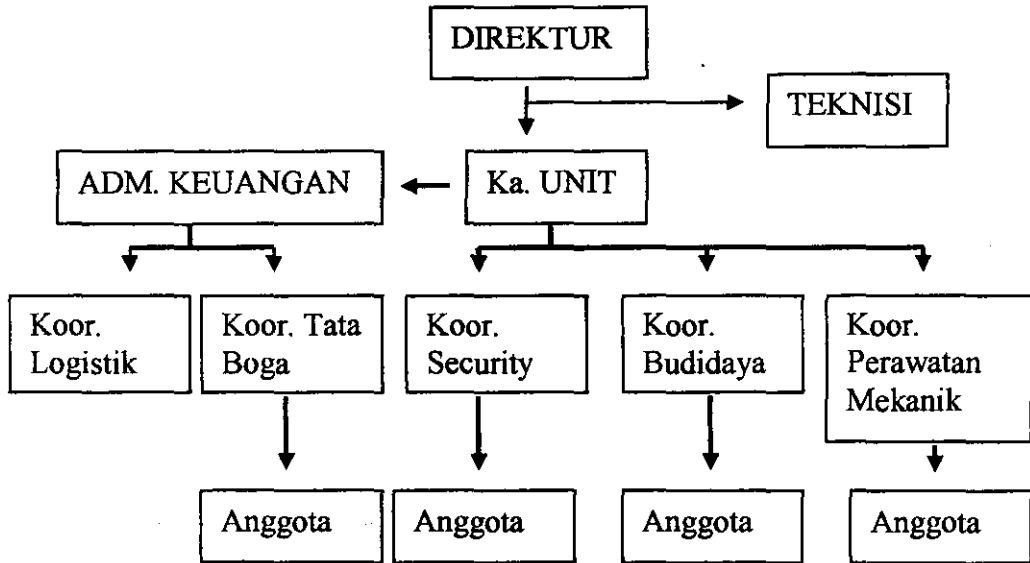 DIREKTUR
TEKNISI
ADM. KEUANGAN
Ka. UNIT
Koor.
Logistik
Koor. Tata
Boga
Koor.
Security
Koor.
Budidaya
Koor.
Perawatan
Mekanik
Anggota
Anggota
Anggota
Anggota